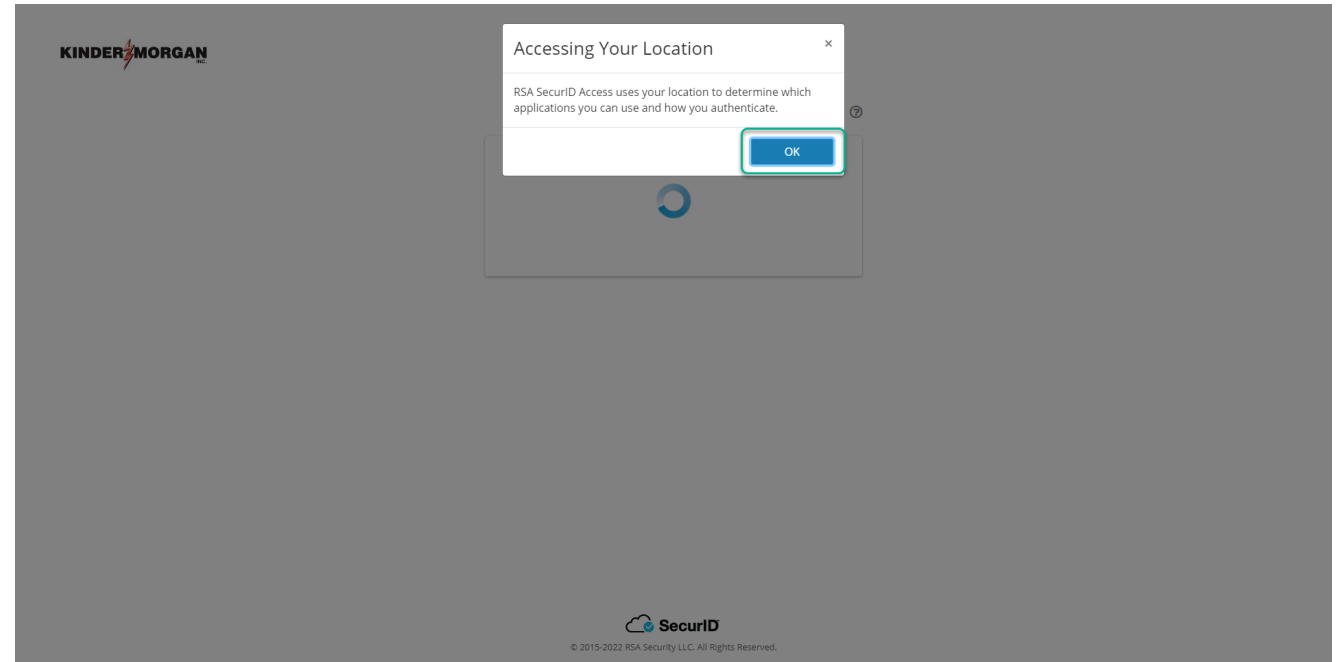 KINDER MORGAN
INC.
Accessing Your Location
×
RSA SecurID Access uses your location to determine which
applications you can use and how you authenticate.
?
OK
SecurID
© 2015-2022 RSA Security LLC. All Rights Reserved.